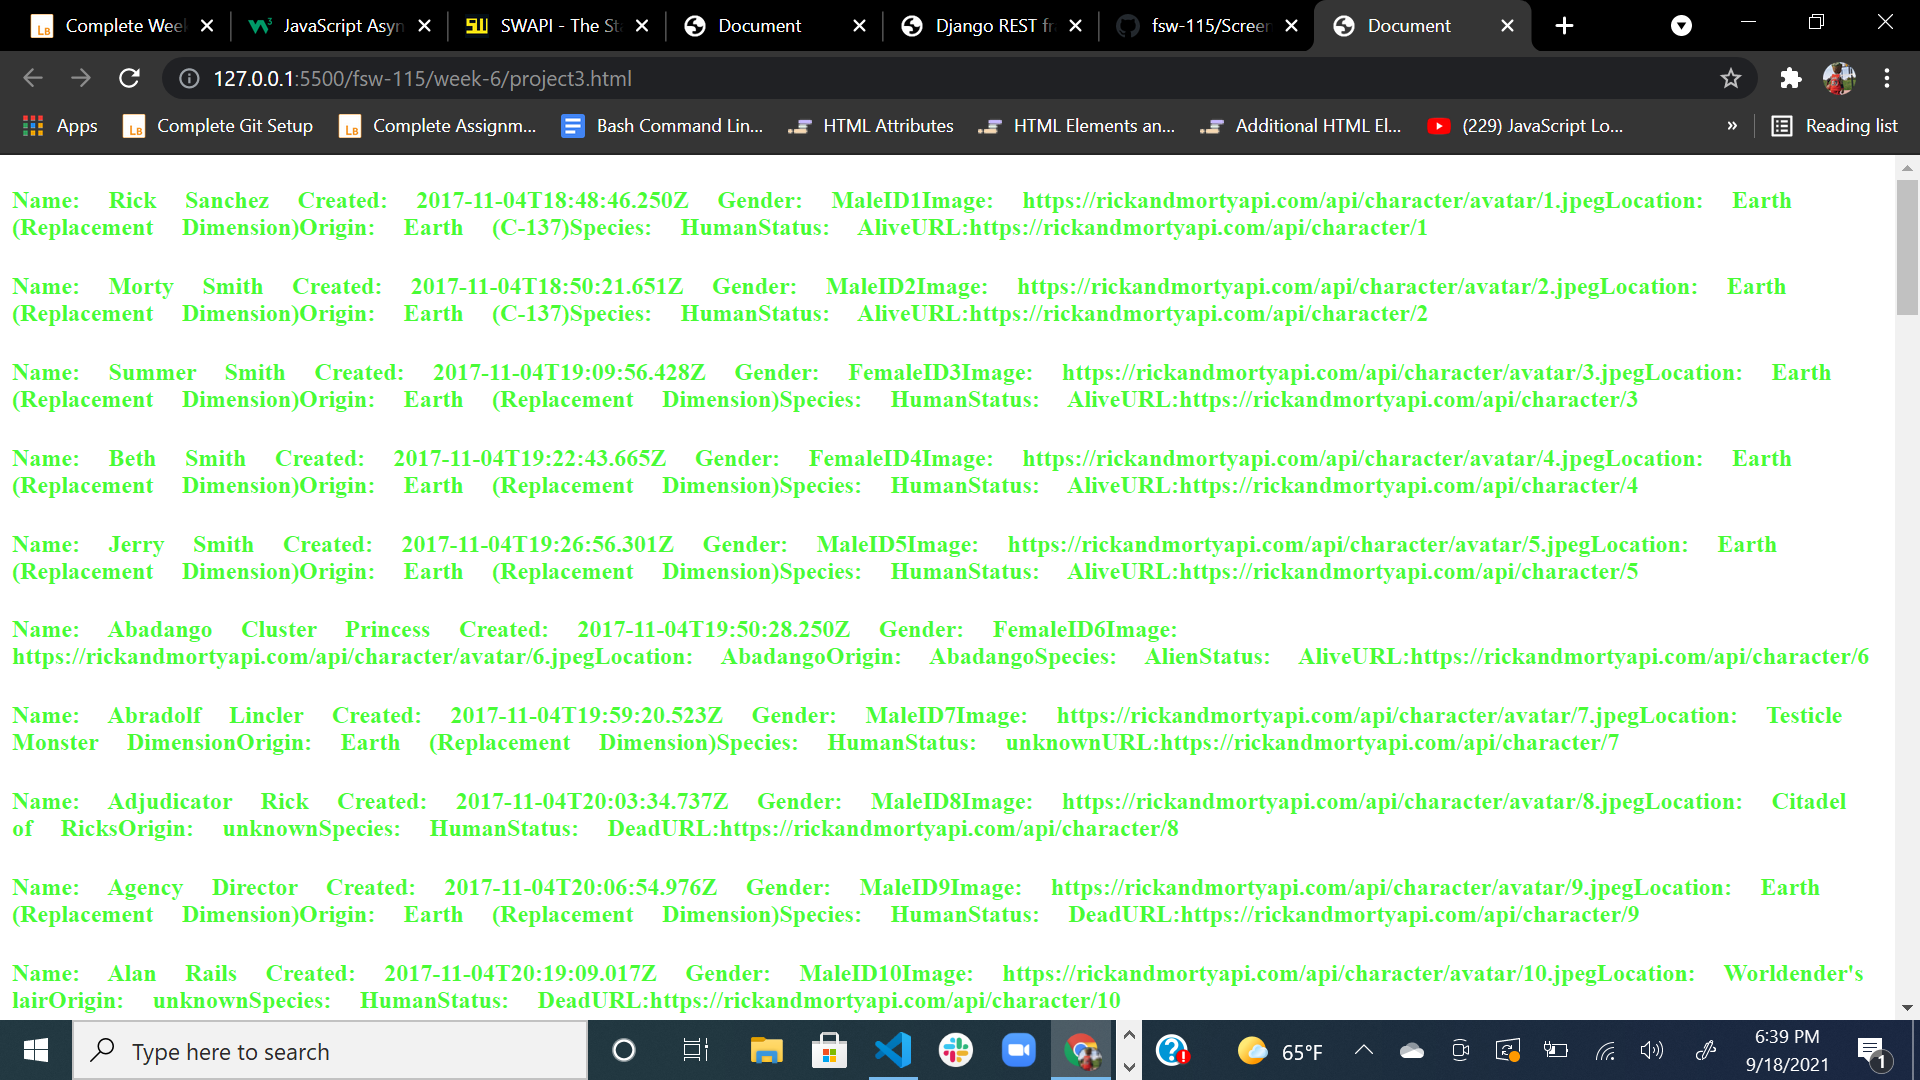 Complete Wee
JavaScript Asyn
SWAPI - The Sta
Document
Django REST fr
fsw-115/Screen
Document
127.0.0.1:5500/fsw-115/week-6/project3.html
Apps
Complete Git Setup
Complete Assignm...
Bash Command Lin...
HTML Attributes
HTML Elements an...
Additional HTML El...
(229) JavaScript Lo...
»
Reading list
Name: Rick Sanchez Created: 2017-11-04T18:48:46.250Z Gender: MaleID1Image: https://rickandmortyapi.com/api/character/avatar/1.jpegLocation: Earth
(Replacement Dimension)Origin: Earth (C-137)Species: HumanStatus: AliveURL:https://rickandmortyapi.com/api/character/1
Name: Morty Smith Created: 2017-11-04T18:50:21.651Z Gender: MaleID2Image: https://rickandmortyapi.com/api/character/avatar/2.jpegLocation: Earth
(Replacement Dimension)Origin: Earth (C-137)Species: HumanStatus: AliveURL:https://rickandmortyapi.com/api/character/2
Name: Summer Smith Created: 2017-11-04T19:09:56.428Z Gender: FemaleID3Image: https://rickandmortyapi.com/api/character/avatar/3.jpegLocation: Earth
(Replacement Dimension)Origin: Earth (Replacement Dimension)Species: HumanStatus: AliveURL:https://rickandmortyapi.com/api/character/3
Name: Beth Smith Created: 2017-11-04T19:22:43.665Z Gender: FemaleID4Image: https://rickandmortyapi.com/api/character/avatar/4.jpegLocation: Earth
(Replacement Dimension)Origin: Earth (Replacement Dimension)Species: HumanStatus: AliveURL:https://rickandmortyapi.com/api/character/4
Name: Jerry Smith Created: 2017-11-04T19:26:56.301Z Gender: MaleID5Image: https://rickandmortyapi.com/api/character/avatar/5.jpegLocation: Earth
(Replacement Dimension)Origin: Earth (Replacement Dimension)Species: HumanStatus: AliveURL:https://rickandmortyapi.com/api/character/5
Name: Abadango Cluster Princess Created: 2017-11-04T19:50:28.250Z Gender: FemaleID6Image:
https://rickandmortyapi.com/api/character/avatar/6.jpegLocation: AbadangoOrigin: AbadangoSpecies: AlienStatus: AliveURL:https://rickandmortyapi.com/api/character/6
Name: Abradolf Lincler Created: 2017-11-04T19:59:20.523Z Gender: MaleID7Image: https://rickandmortyapi.com/api/character/avatar/7.jpegLocation: Testicle
Monster DimensionOrigin: Earth (Replacement Dimension)Species: HumanStatus: unknownURL:https://rickandmortyapi.com/api/character/7
Name: Adjudicator Rick Created: 2017-11-04T20:03:34.737Z Gender: MaleID8Image: https://rickandmortyapi.com/api/character/avatar/8.jpegLocation: Citadel
of RicksOrigin: unknownSpecies: HumanStatus: DeadURL:https://rickandmortyapi.com/api/character/8
Name: Agency Director Created: 2017-11-04T20:06:54.976Z Gender: MaleID9Image: https://rickandmortyapi.com/api/character/avatar/9.jpegLocation: Earth
(Replacement Dimension)Origin: Earth (Replacement Dimension)Species: HumanStatus: DeadURL:https://rickandmortyapi.com/api/character/9
Name: Alan Rails Created: 2017-11-04T20:19:09.017Z Gender: MaleID10Image: https://rickandmortyapi.com/api/character/avatar/10.jpegLocation: Worldender's
lairOrigin: unknownSpecies: HumanStatus: DeadURL:https://rickandmortyapi.com/api/character/10
Type here to search
65°F
6:39 PM
9/18/2021
1